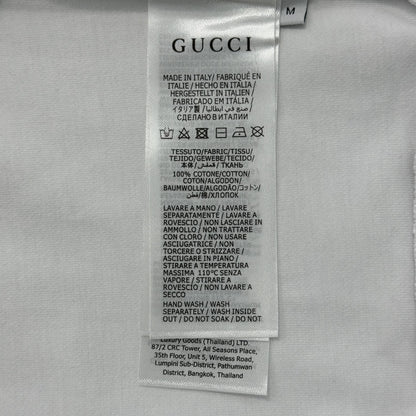 M
GUCCI
MADE IN ITALY/ FABRIQUÉ EN
ITALIE / HECHO EN ITALIA/
HERGESTELLT IN ITALIEN/
FABRICADO EM ITÁLIA/
イタリア製 / صنع في ايطاليا /
СДЕЛАНО В ИТАЛИИ
TESSUTO/FABRIC/TISSU/
TEJIDO/GEWEBE/TECIDO/
本体/ قماش / ТКАНЬ
100% COTONE/COTTON/
COTON/ALGODON/
BAUMWOLLE/ALGODÃO/コットン/
قطن/棉/ХЛОПОК
LAVARE A MANO / LAVARE
SEPARATAMENTE / LAVARE A
ROVESCIO / NON LASCIARE IN
AMMOLLO / NON TRATTARE
CON CLORO / NON USARE
ASCIUGATRICE / NON
TORCERE O STRIZZARE /
ASCIUGARE IN PIANO /
STIRARE A TEMPERATURA
MASSIMA 110°C SENZA
VAPORE / STIRARE A
ROVESCIO / NON LAVARE A
SECCO
HAND WASH / WASH
SEPARATELY / WASH INSIDE
OUT / DO NOT SOAK / DO NOT
Luxury Goods (Thailand) LTD.
87/2 CRC Tower, All Seasons Place,
35th Floor, Unit 5, Wireless Road,
Lumpini Sub-District, Pathumwan
District, Bangkok, Thailand